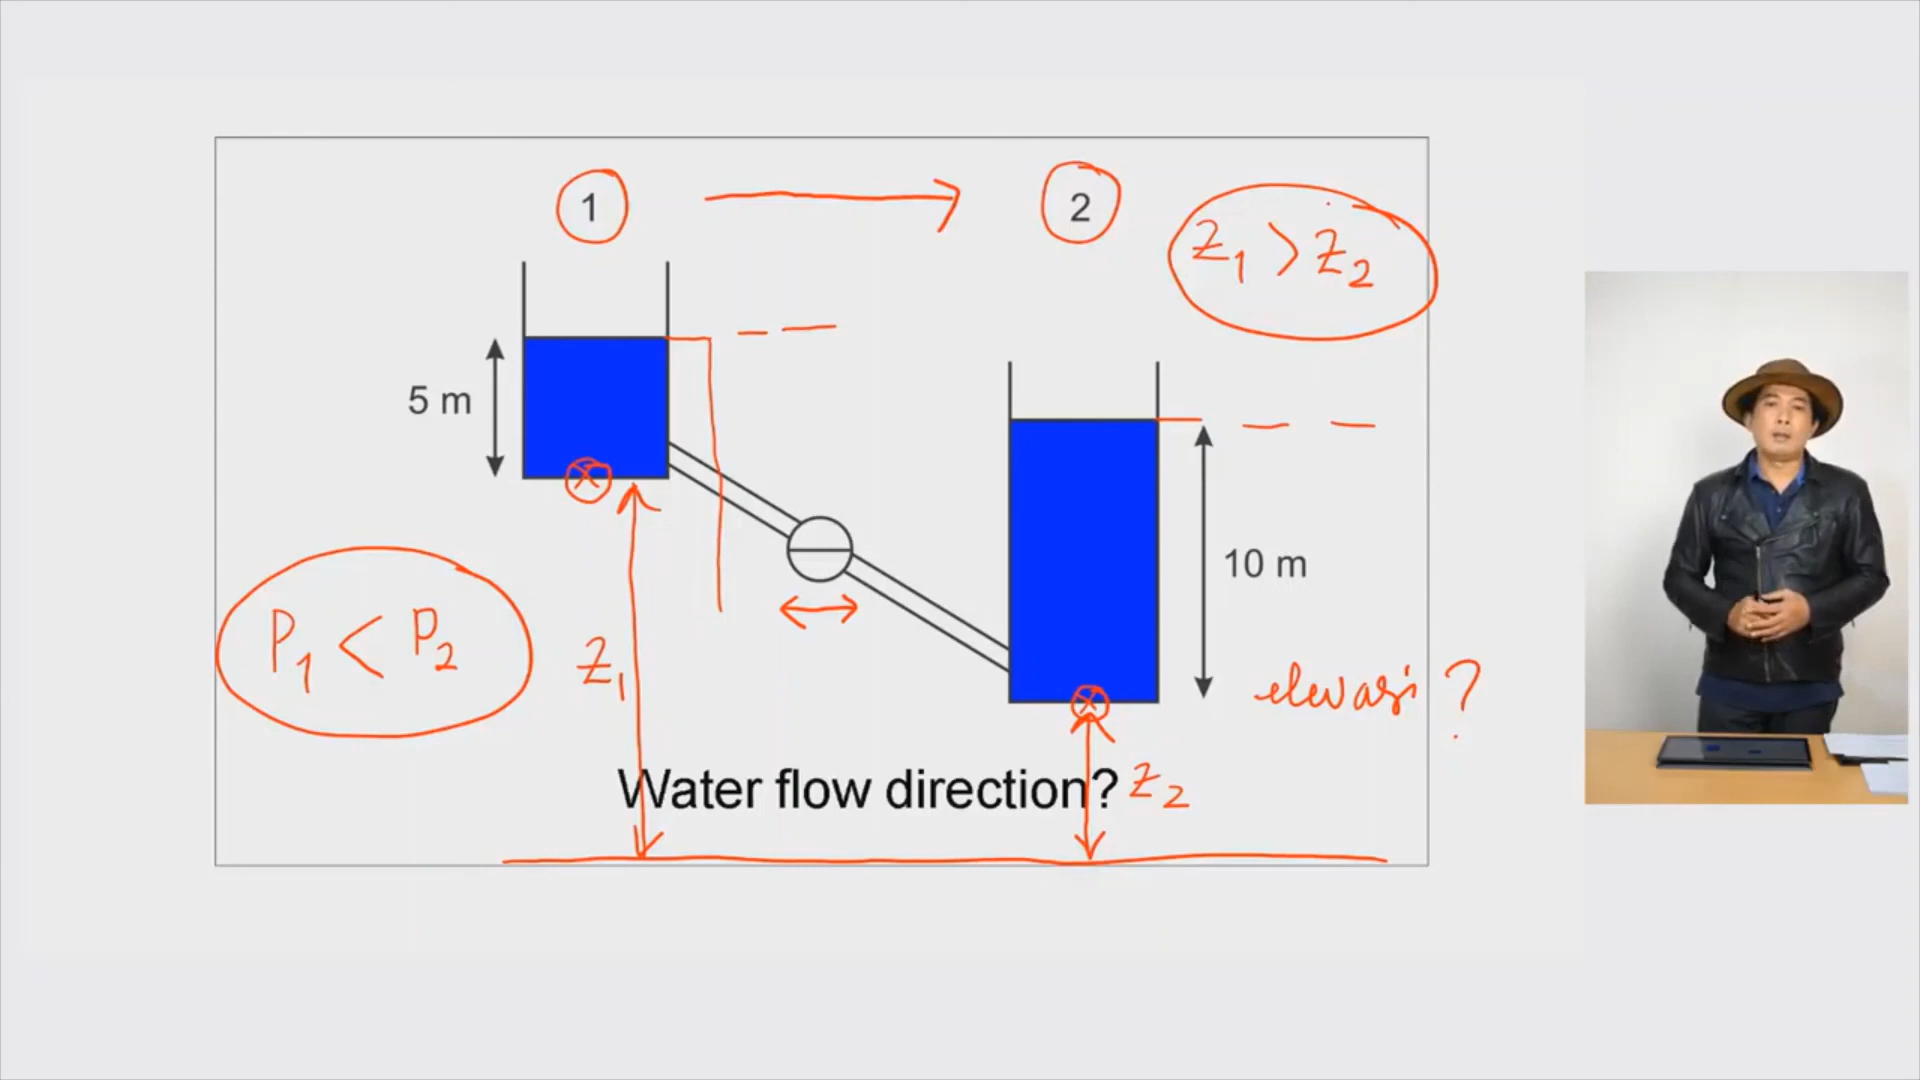 1
2
Z1 > Z2
5 m
10 m
P1 < P2
Z1
elevasi ?
Water flow direction?
Z2